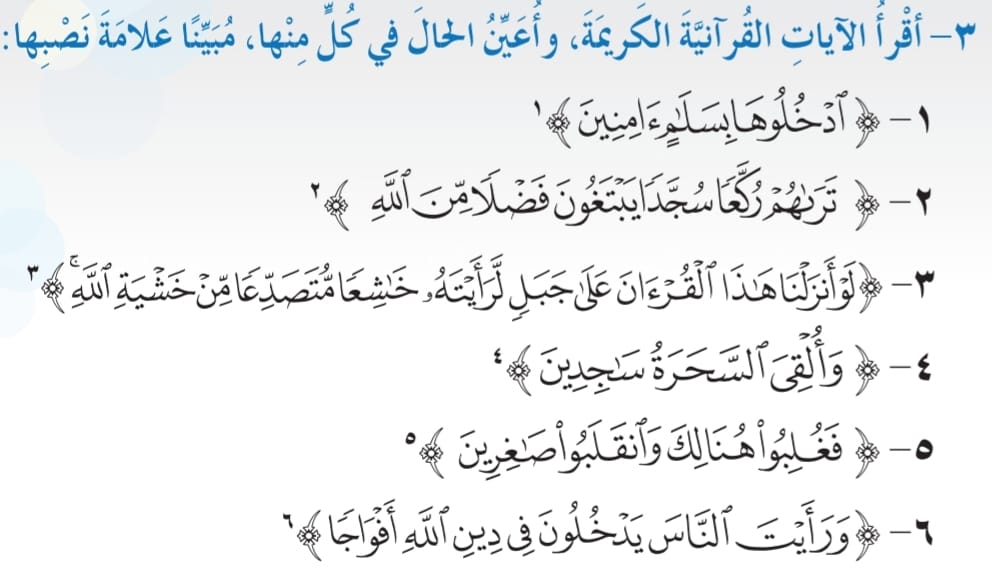 ٣- أقْرأُ الآياتِ القُرآنيَّةَ الكَريمَةَ، وأُعَيِّنُ الحالَ في كُلٍّ مِنْها، مُبَيِّنًا عَلامَةَ نَصْبِها:
١- ﴿ ٱدۡخُلُوهَا بِسَلَٰمٍ ءَامِنِينَ ﴾ ١
٢- ﴿ تَرَىٰهُمۡ رُكَّعٗا سُجَّدٗا يَبۡتَغُونَ فَضۡلٗا مِّنَ ٱللَّهِ ﴾ ٢
٣- ﴿ لَوۡ أَنزَلۡنَا هَٰذَا ٱلۡقُرۡءَانَ عَلَىٰ جَبَلٖ لَّرَأَيۡتَهُۥ خَٰشِعٗا مُّتَصَدِّعٗا مِّنۡ خَشۡيَةِ ٱللَّهِۚ ﴾ ٣
٤- ﴿ وَأُلۡقِيَ ٱلسَّحَرَةُ سَٰجِدِينَ ﴾ ٤
٥- ﴿ فَغُلِبُواْ هُنَالِكَ وَٱنقَلَبُواْ صَٰغِرِينَ ﴾ ٥
٦- ﴿ وَرَأَيۡتَ ٱلنَّاسَ يَدۡخُلُونَ فِي دِينِ ٱللَّهِ أَفۡوَاجٗا ﴾ ٦